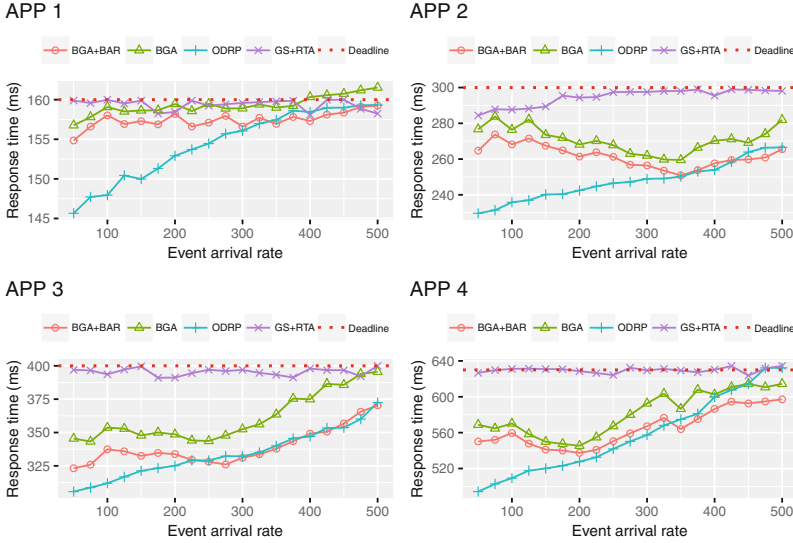 APP 1
BGA+BAR BGA ODRP GS+RTA Deadline
Response time (ms)
160
155
150
145
100 200 300 400 500
Event arrival rate
APP 2
BGA+BAR BGA ODRP GS+RTA Deadline
Response time (ms)
300
280
260
240
100 200 300 400 500
Event arrival rate
APP 3
BGA+BAR BGA ODRP GS+RTA Deadline
Response time (ms)
400
375
350
325
100 200 300 400 500
Event arrival rate
APP 4
BGA+BAR BGA ODRP GS+RTA Deadline
Response time (ms)
640
600
560
520
100 200 300 400 500
Event arrival rate